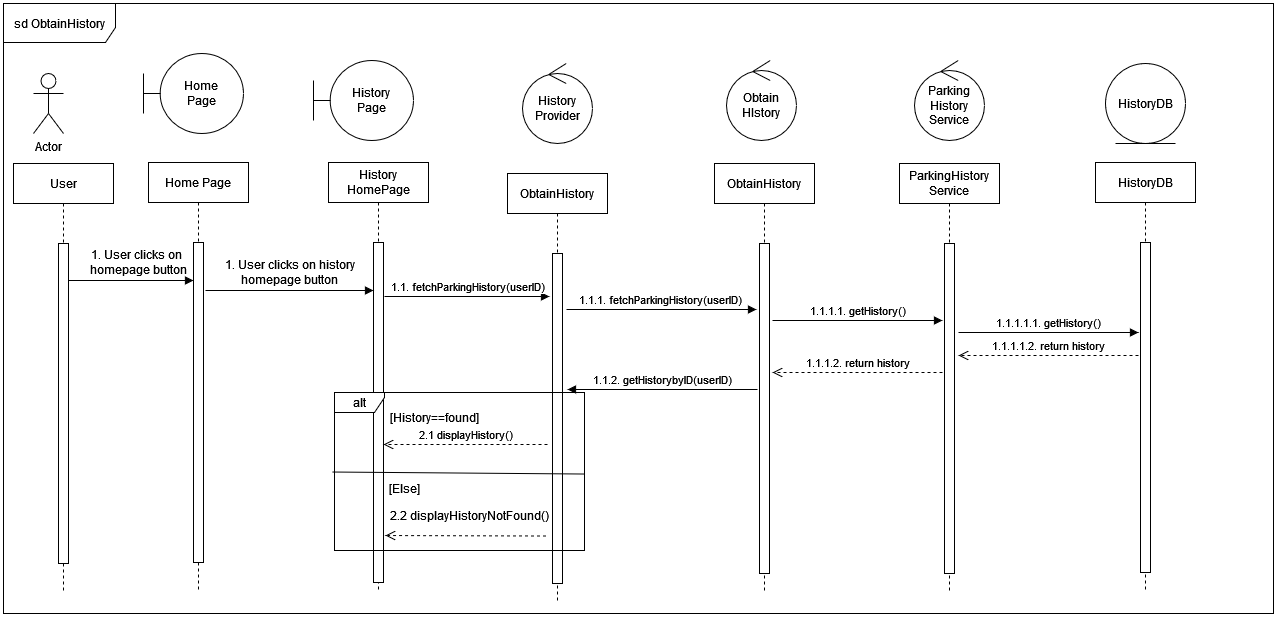 sd ObtainHistory
Home
Page
History
Page
History
Provider
Obtain
HIstory
Parking
History
Service
HistoryDB
Actor
User
Home Page
History
HomePage
ObtainHistory
ObtainHistory
ParkingHistory
Service
HistoryDB
1. User clicks on
homepage button
1. User clicks on history
homepage button
1.1. fetchParkingHistory(userID)
1.1.1. fetchParkingHistory(userID)
1.1.1.1. getHistory()
1.1.1.1.1. getHistory()
1.1.1.1.2. return history
1.1.1.2. return history
1.1.2. getHistorybyID(userID)
alt
[History==found]
2.1 displayHistory()
[Else]
2.2 displayHistoryNotFound()